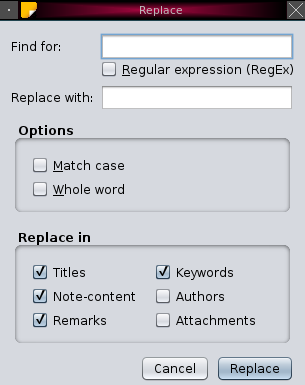 Replace
Find for:
Regular expression (RegEx)
Replace with:
Options
Match case
Whole word
Replace in
Titles
Keywords
Note-content
Authors
Remarks
Attachments
Cancel
Replace